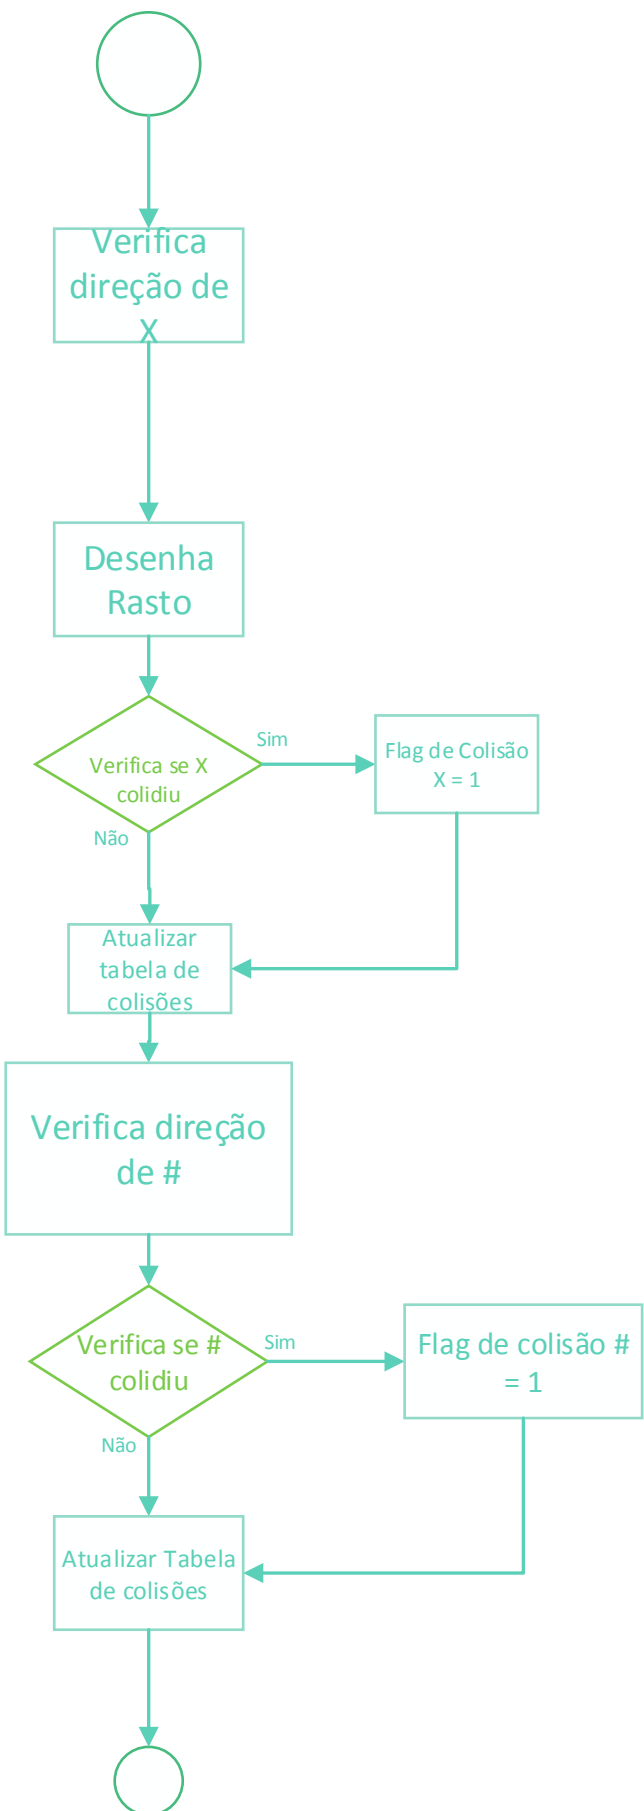 Verifica
direção de
X
Desenha
Rasto
Verifica se X
colidiu
Sim
Flag de Colisão
X = 1
Não
Atualizar
tabela de
colisões
Verifica direção
de #
Verifica se #
colidiu
Sim
Flag de colisão #
= 1
Não
Atualizar Tabela
de colisões